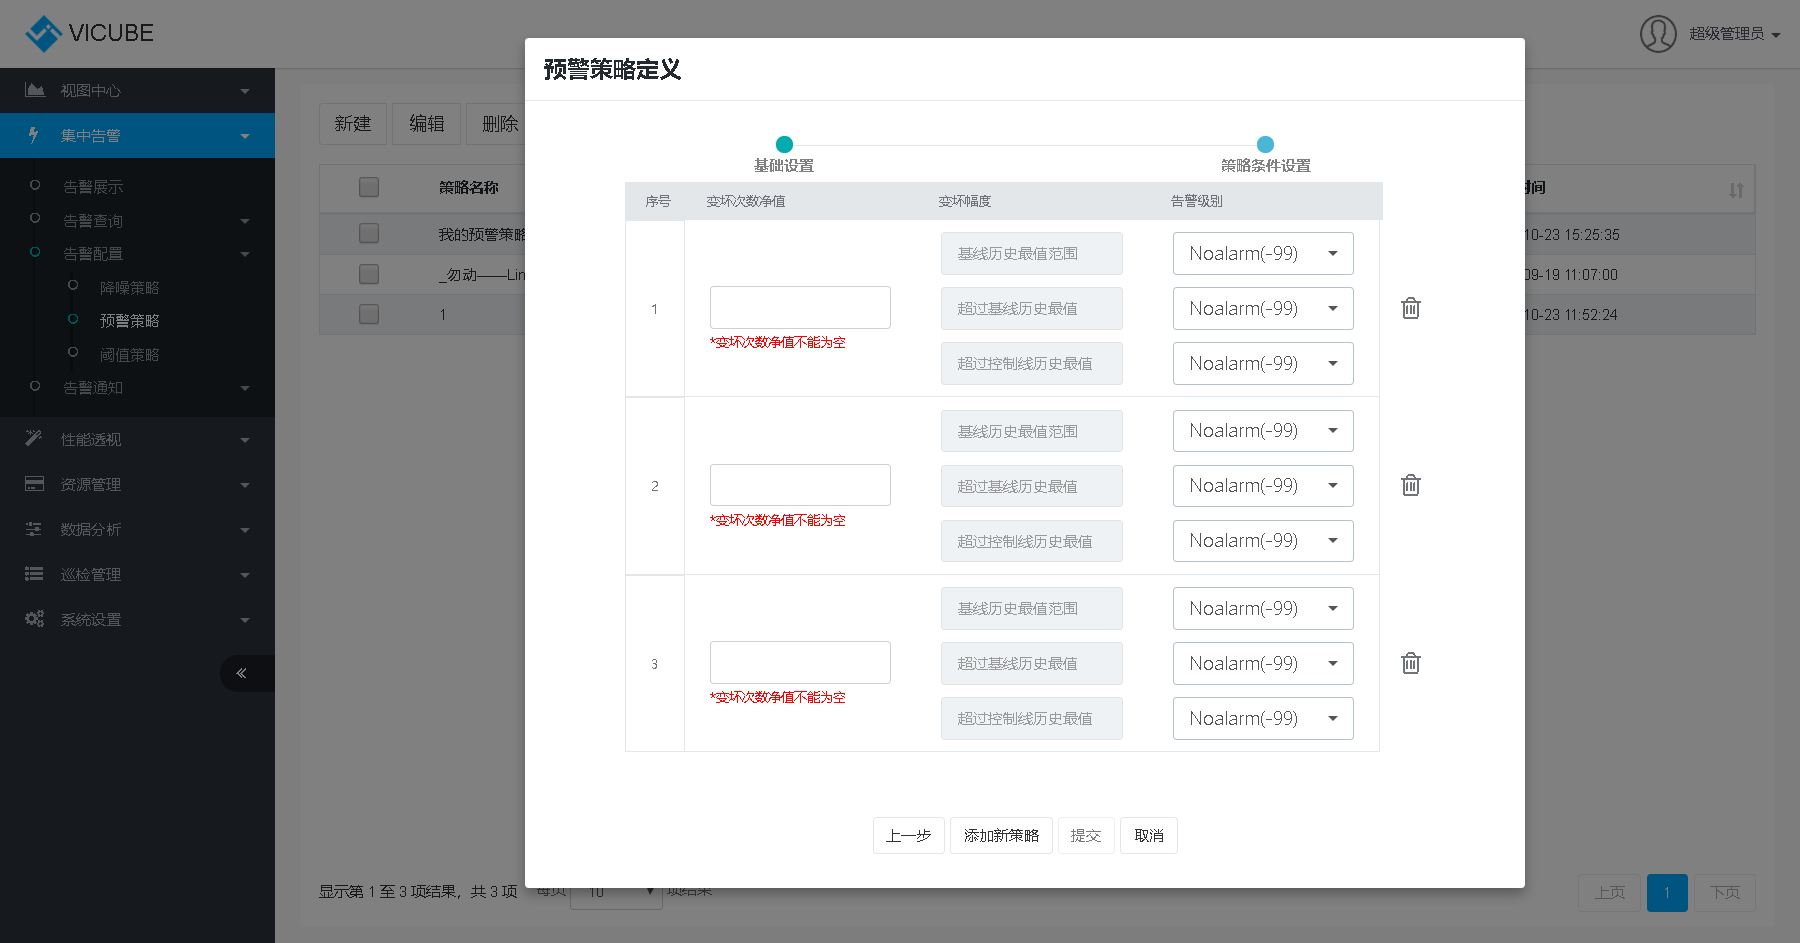 VICUBE
超级管理员
视图中心
集中告警
告警展示
告警查询
告警配置
降噪策略
预警策略
阈值策略
告警通知
性能透视
资源管理
数据分析
巡检管理
系统设置
新建 编辑 删除
策略名称
我的预警策略
_勿动——Lin
1
时间
10-23 15:25:35
09-19 11:07:00
10-23 11:52:24
预警策略定义
基础设置 策略条件设置
序号 变坏次数净值 变坏幅度 告警级别
基线历史最值范围 Noalarm(-99)
1 超过基线历史最值 Noalarm(-99)
*变坏次数净值不能为空
超过控制线历史最值 Noalarm(-99)
基线历史最值范围 Noalarm(-99)
2 超过基线历史最值 Noalarm(-99)
*变坏次数净值不能为空
超过控制线历史最值 Noalarm(-99)
基线历史最值范围 Noalarm(-99)
3 超过基线历史最值 Noalarm(-99)
*变坏次数净值不能为空
超过控制线历史最值 Noalarm(-99)
上一步 添加新策略 提交 取消
显示第 1 至 3 项结果，共 3 项 每页 10 项结果
上页 1 下页